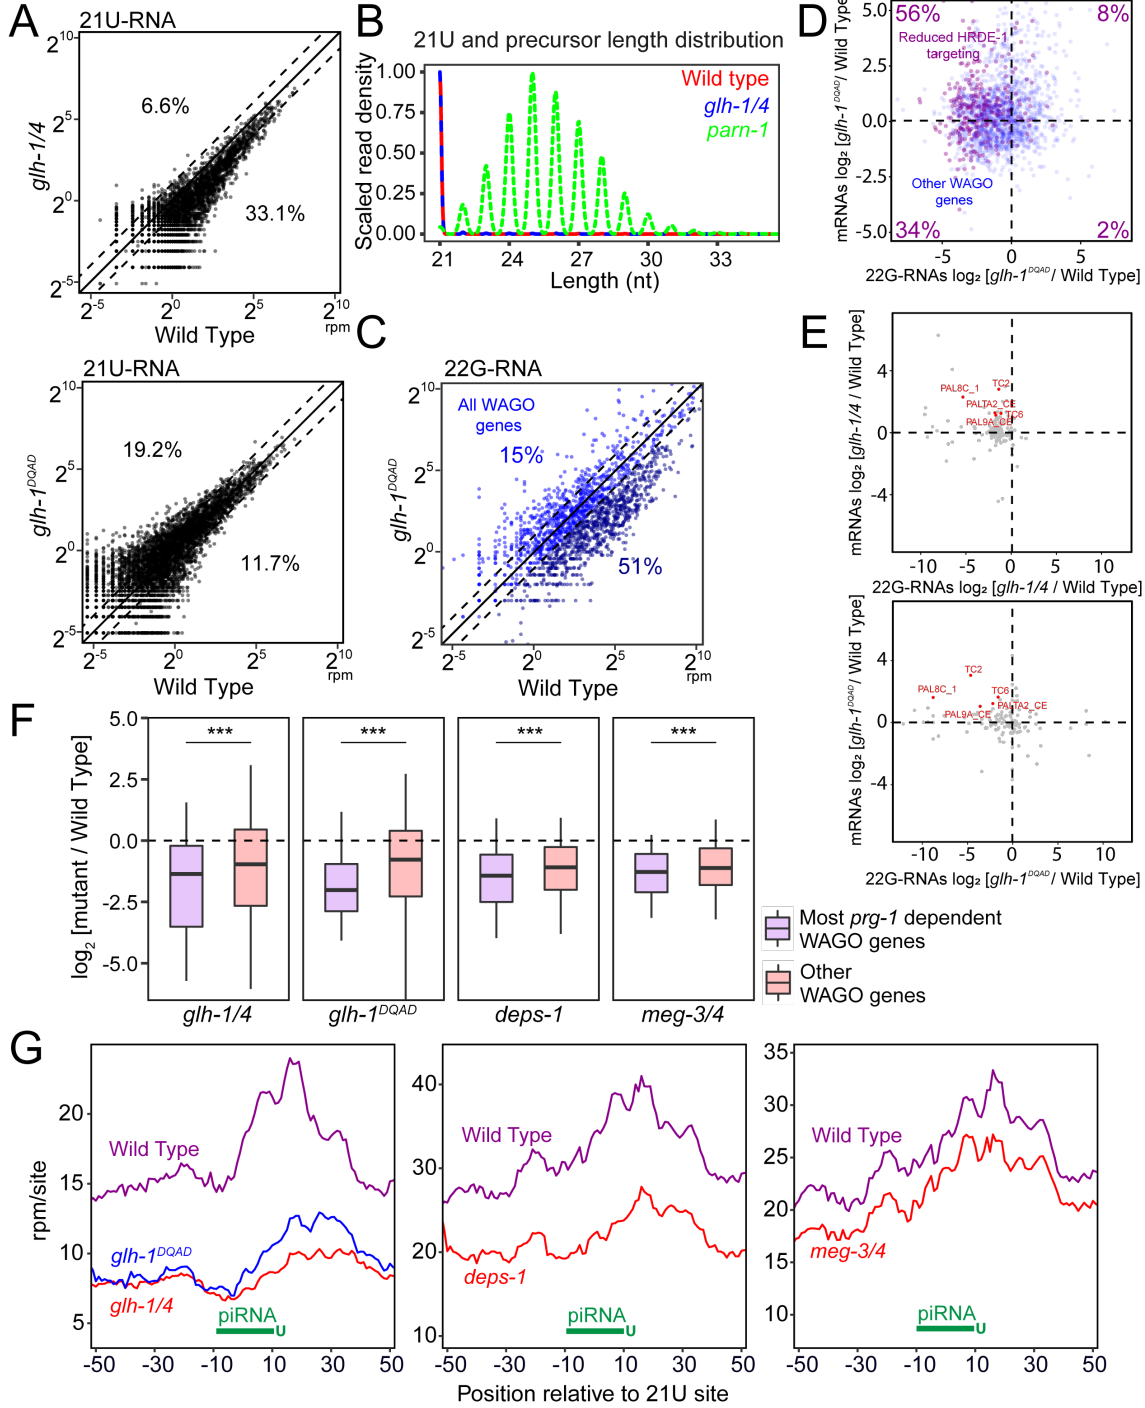 A
21U-RNA
glh-1/4
2^10
2^5
2^0
2^-5
6.6%
33.1%
2^-5
2^0
2^5
2^10
rpm
Wild Type
21U-RNA
glh-1^DQAD
2^10
2^5
2^0
2^-5
19.2%
11.7%
2^-5
2^0
2^5
2^10
rpm
Wild Type
B
21U and precursor length distribution
Scaled read density
1.00
0.75
0.50
0.25
0.00
Wild type
glh-1/4
parn-1
21
24
27
30
33
Length (nt)
C
22G-RNA
glh-1^DQAD
2^10
2^5
2^0
2^-5
All WAGO
genes
15%
51%
2^-5
2^0
2^5
2^10
rpm
Wild Type
D
mRNAs log₂ [glh-1^DQAD / Wild Type]
5.0
2.5
0.0
-2.5
-5.0
56%
8%
Reduced HRDE-1
targeting
Other WAGO
genes
34%
2%
-5
0
5
22G-RNAs log₂ [glh-1^DQAD / Wild Type]
E
mRNAs log₂ [glh-1/4 / Wild Type]
4
0
-4
PAL8C_1
TC2
PALTA2_CE
TC6
PAL9A_CE
-10
-5
0
5
10
22G-RNAs log₂ [glh-1/4 / Wild Type]
mRNAs log₂ [glh-1^DQAD / Wild Type]
4
0
-4
TC2
PAL8C_1
TC6
PALTA2_CE
PAL9A_CE
-10
-5
0
5
10
22G-RNAs log₂ [glh-1^DQAD / Wild Type]
F
log₂ [mutant / Wild Type]
5.0
2.5
0.0
-2.5
-5.0
***
***
***
***
glh-1/4
glh-1^DQAD
deps-1
meg-3/4
Most prg-1 dependent
WAGO genes
Other
WAGO genes
G
rpm/site
20
15
10
5
Wild Type
glh-1^DQAD
glh-1/4
piRNA
U
-50
-30
-10
10
30
50
40
30
20
10
Wild Type
deps-1
piRNA
U
-50
-30
-10
10
30
50
35
30
25
20
15
10
Wild Type
meg-3/4
piRNA
U
-50
-30
-10
10
30
50
Position relative to 21U site